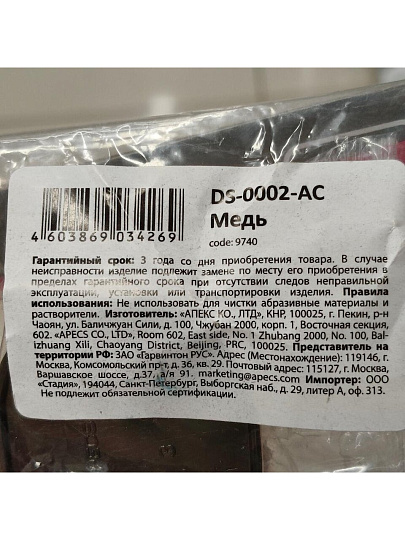 DS-0002-AC
Медь
code: 9740
4 603869 034269
Гарантийный срок: 3 года со дня приобретения товара. В случае
неисправности изделие подлежит замене по месту его приобретения в
пределах гарантийного срока при отсутствии следов неправильной
эксплуатации, установки или транспортировки изделия. Правила
использования: Не использовать для чистки абразивные материалы и
растворители. Изготовитель: «АПЕКС КО., ЛТД», КНР, 100025, г. Пекин, р-н
Чаоян, ул. Баличжуан Сили, д. 100, Чжубан 2000, корп. 1, Восточная секция,
602. «APECS CO., LTD», Room 602, East side, No. 1 Zhubang 2000, No. 100, Bal-
izhuang Xili, Chaoyang District, Beijing, PRC, 100025. Представитель на
территории РФ: ЗАО «Гарвинтон РУС». Адрес (Местонахождение): 119146, г.
Москва, Комсомольский пр-т, д.36, кв. 29. Почтовый адрес: 115127, г. Москва,
Варшавское шоссе, д.37, а/я 91. marketing@apecs.com Импортер: ООО
«Стадия», 194044, Санкт-Петербург, Выборгская наб., д. 29, литер А, оф. 313.
Не подлежит обязательной сертификации.